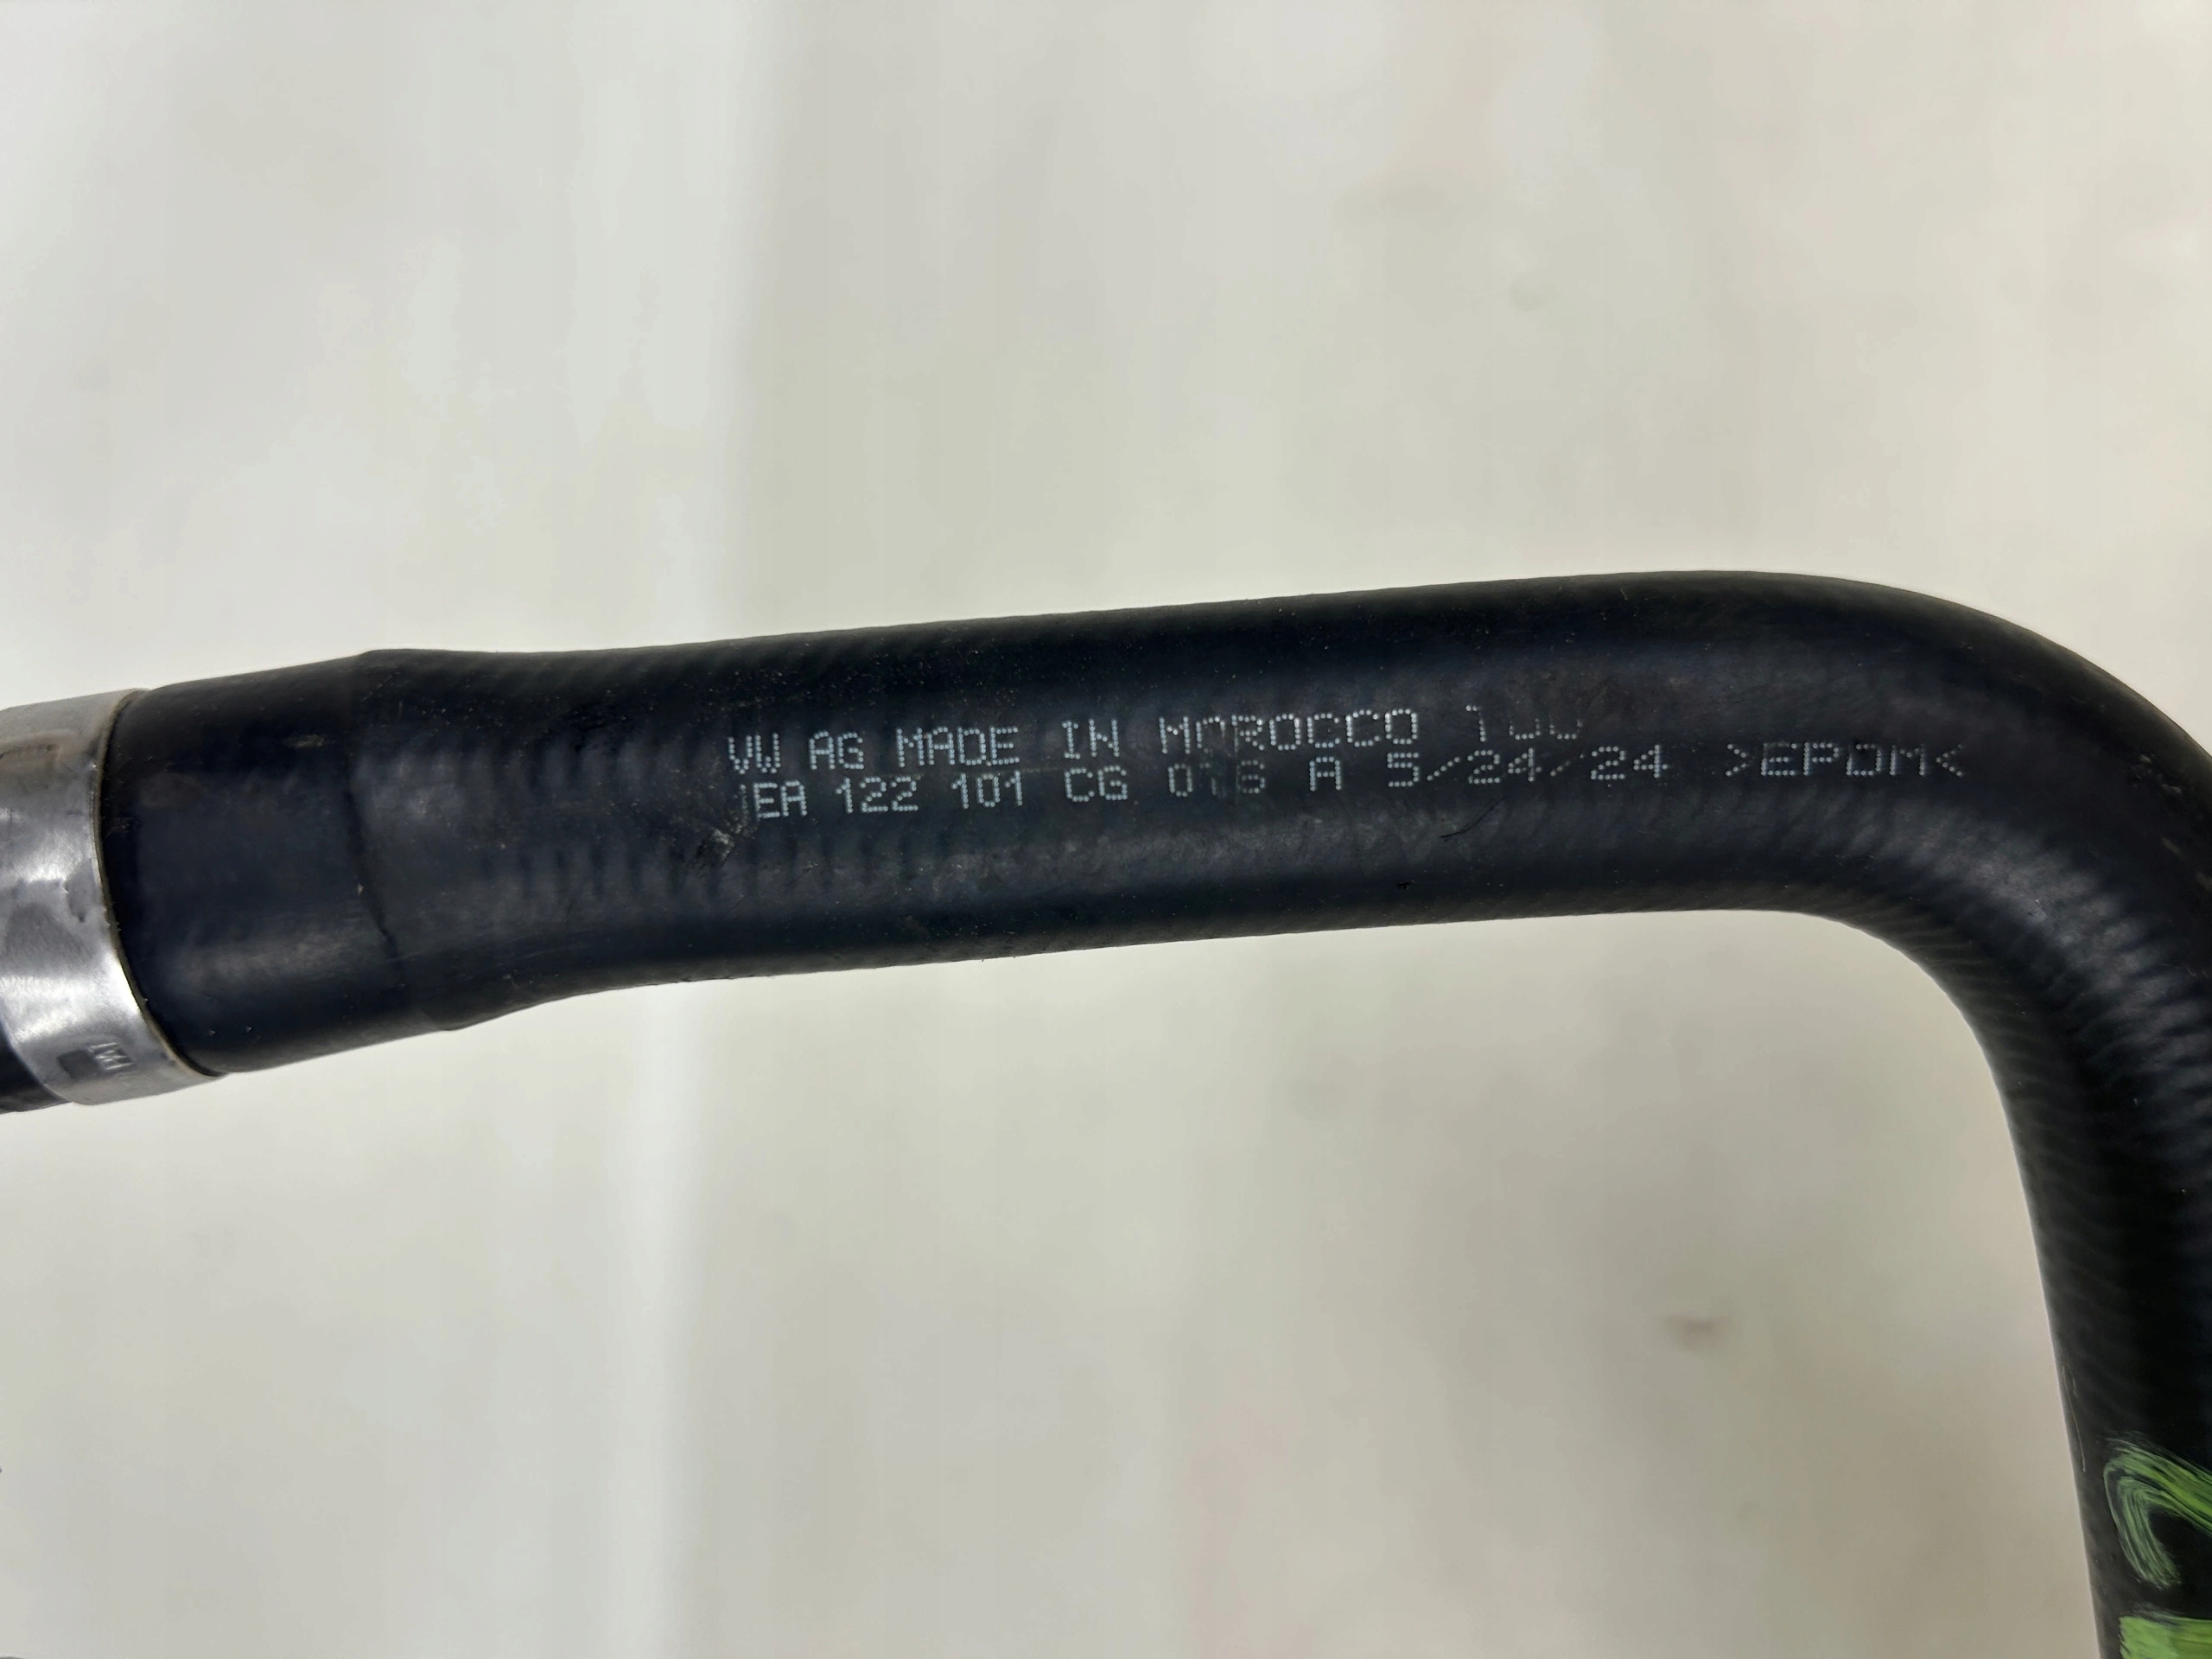 VW AG MADE IN MOROCCO
EA 122 101 CG A 5/24/24 >EPDM<